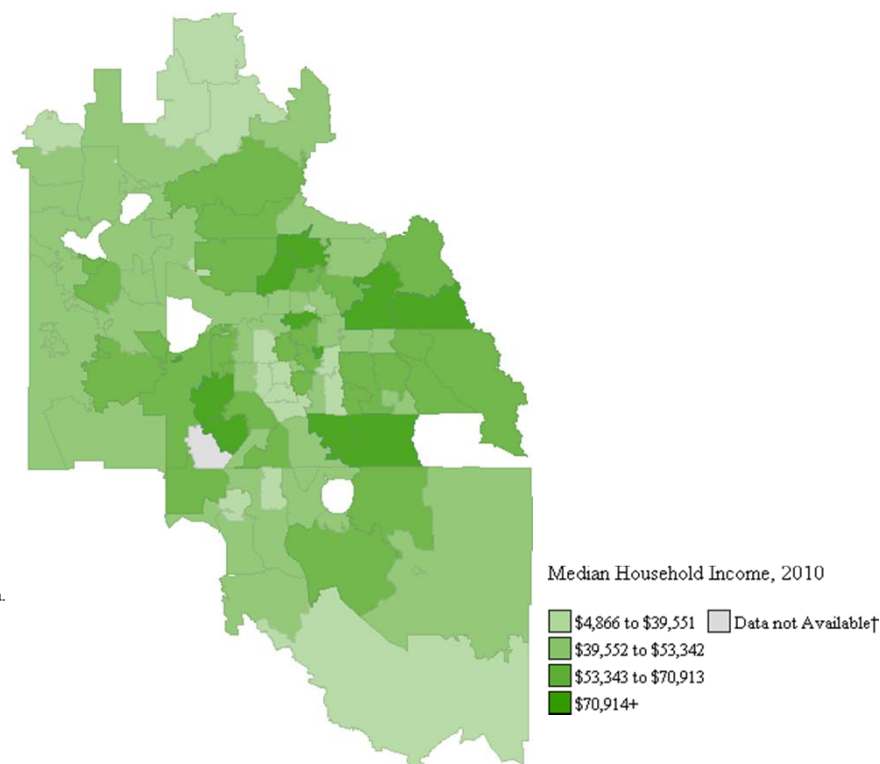 Median Household Income, 2010
$4,866 to $39,551 Data not Available†
$39,552 to $53,342
$53,343 to $70,913
$70,914+